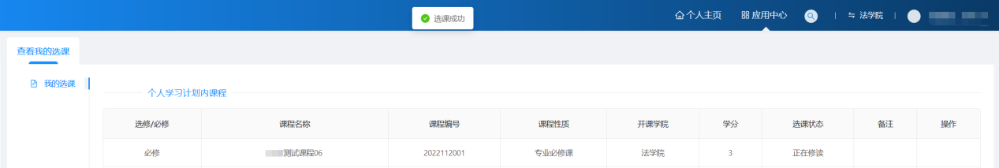 选课成功
个人主页 应用中心 法学院
查看我的选课
我的选课
个人学习计划内课程
选修/必修 课程名称 课程编号 课程性质 开课学院 学分 选课状态 备注 操作
必修 测试课程06 2022112001 专业必修课 法学院 3 正在修读